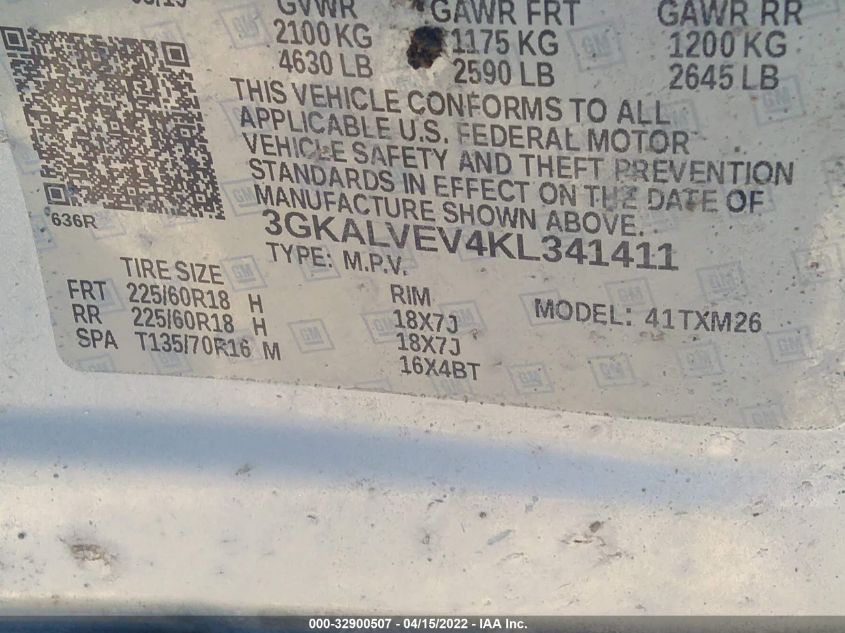 GVWR GAWR FRT GAWR RR
2100 KG 1175 KG 1200 KG
4630 LB 2590 LB 2645 LB
THIS VEHICLE CONFORMS TO ALL
APPLICABLE U.S. FEDERAL MOTOR
VEHICLE SAFETY AND THEFT PREVENTION
STANDARDS IN EFFECT ON THE DATE OF
MANUFACTURE SHOWN ABOVE.
636R
3GKALVEV4KL341411
TYPE: M.P.V.
TIRE SIZE RIM MODEL: 41TXM26
FRT 225/60R18 H 18X7J
RR 225/60R18 H 18X7J
SPA T135/70R16 M 16X4BT
000-32900507 - 04/15/2022 - IAA Inc.